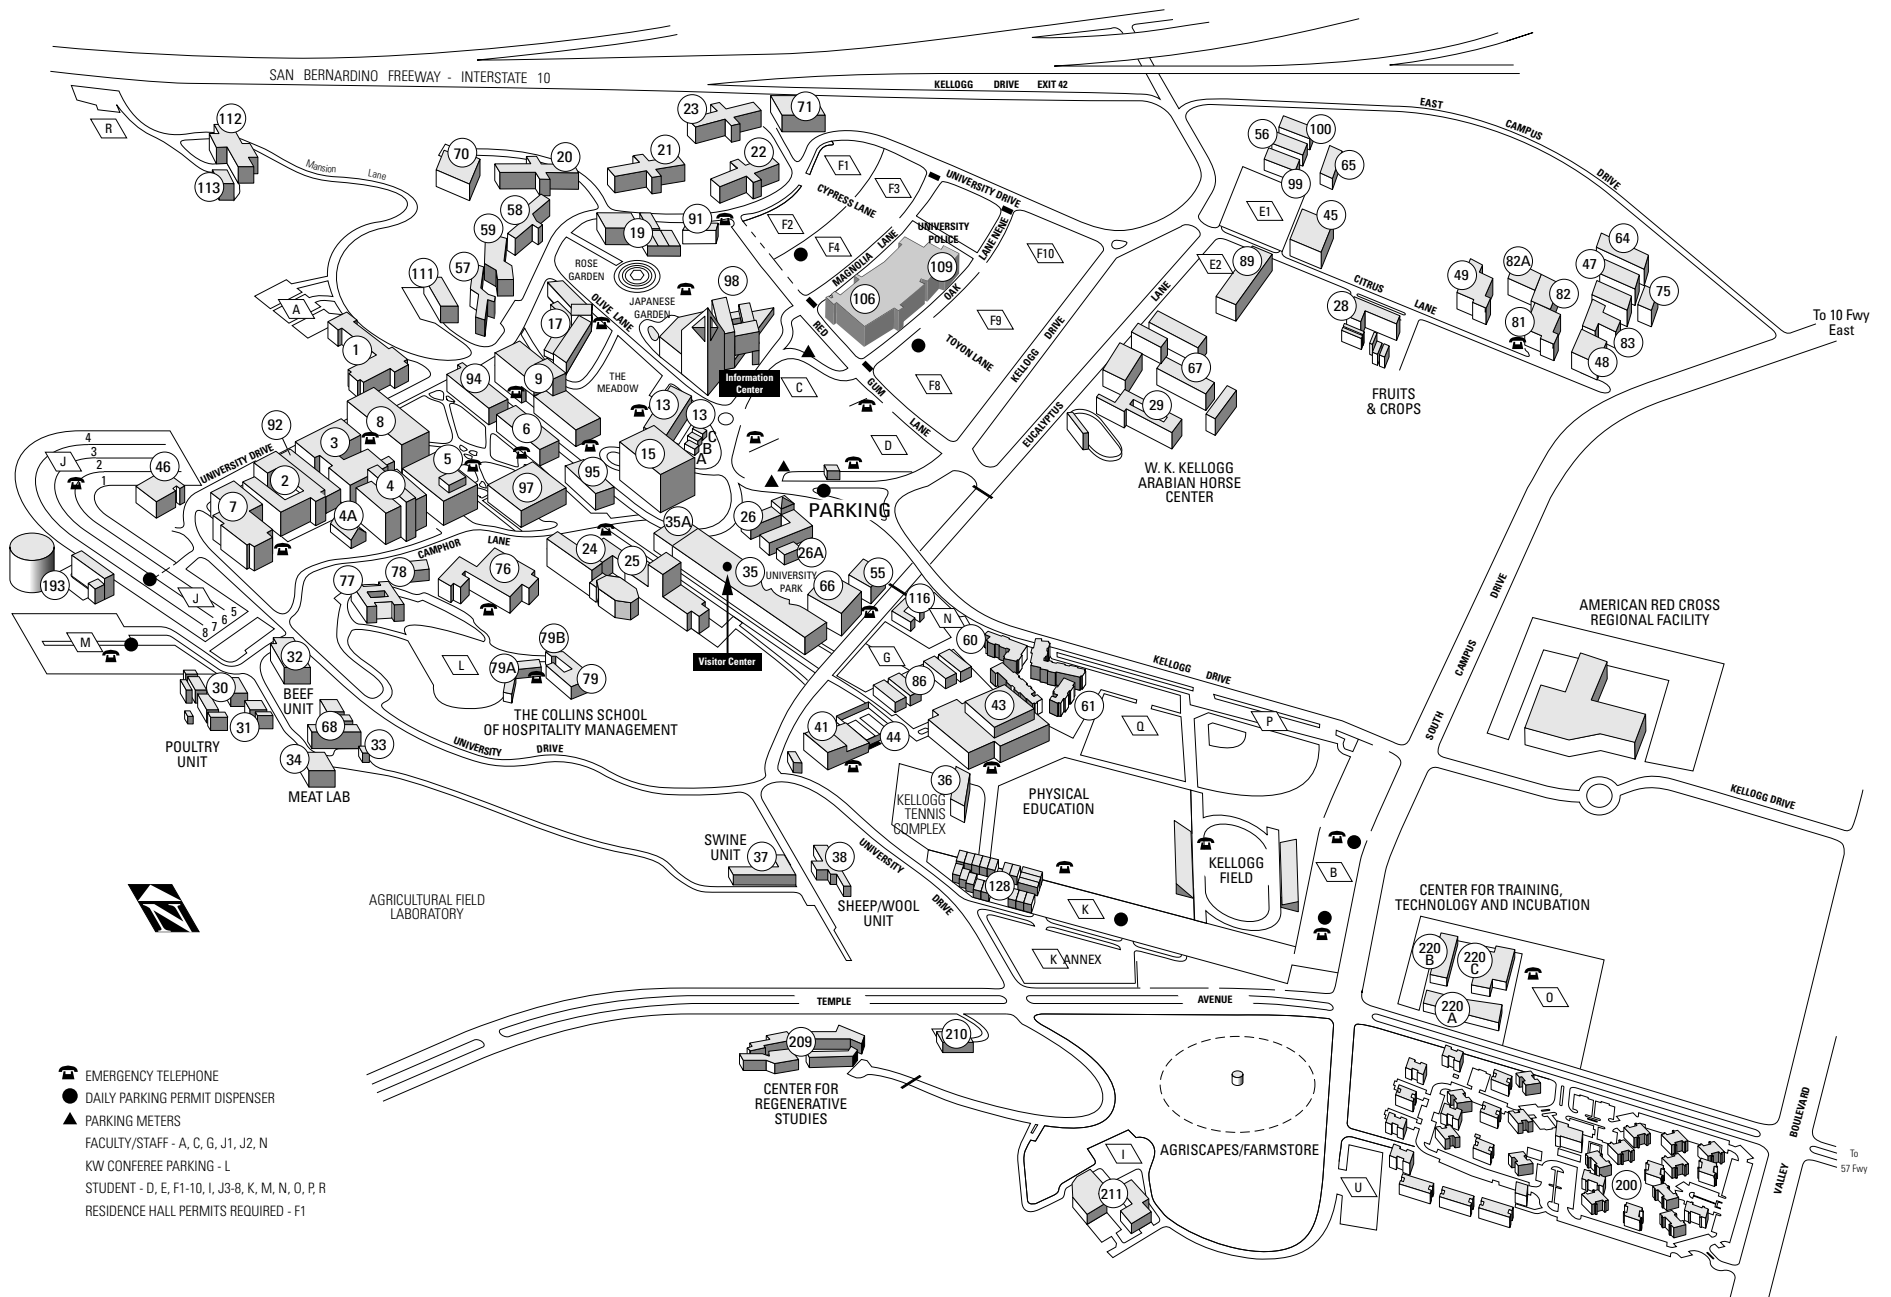 SAN BERNARDINO FREEWAY - INTERSTATE 10
KELLOGG DRIVE EXIT 42
EAST CAMPUS DRIVE
R
112
113
Mansion Lane
23
71
70
20
21
22
58
59
57
111
19
91
F1
F3
CYPRESS LANE
F2
F4
UNIVERSITY DRIVE
MAGNOLIA LANE
UNIVERSITY
POLICE
LANE NENE
F10
109
106
OAK
F9
TOYON LANE
F8
KELLOGG DRIVE
56
100
65
99
E1
45
E2
89
CITRUS LANE
28
FRUITS
& CROPS
49
82A
82
81
64
47
75
83
48
To 10 Fwy
East
ROSE
GARDEN
JAPANESE
GARDEN
OLIVE LANE
98
17
THE
MEADOW
Information
Center
RED GUM LANE
C
D
EUCALYPTUS LANE
67
29
W. K. KELLOGG
ARABIAN HORSE
CENTER
A
1
94
9
6
13
13
C
B
A
15
92
8
3
2
5
4
4A
7
97
95
UNIVERSITY DRIVE
4
3
2
1
J
46
193
J
5
6
7
8
M
CAMPHOR LANE
77
78
76
24
25
35A
35
UNIVERSITY
PARK
26
26A
PARKING
66
55
116
N
Visitor Center
G
60
86
43
61
41
44
KELLOGG DRIVE
Q
P
SOUTH CAMPUS DRIVE
AMERICAN RED CROSS
REGIONAL FACILITY
KELLOGG DRIVE
32
BEEF
UNIT
30
31
POULTRY
UNIT
68
33
34
MEAT LAB
L
79A
79B
79
THE COLLINS SCHOOL
OF HOSPITALITY MANAGEMENT
UNIVERSITY DRIVE
36
KELLOGG
TENNIS
COMPLEX
PHYSICAL
EDUCATION
KELLOGG
FIELD
B
SWINE
UNIT
37
38
SHEEP/WOOL
UNIT
UNIVERSITY DRIVE
128
K
K ANNEX
AGRICULTURAL FIELD
LABORATORY
N
CENTER FOR TRAINING,
TECHNOLOGY AND INCUBATION
220
B
220
C
220
A
O
TEMPLE AVENUE
209
210
CENTER FOR
REGENERATIVE
STUDIES
AGRISCAPES/FARMSTORE
I
211
U
200
VALLEY BOULEVARD
To
57 Fwy
EMERGENCY TELEPHONE
DAILY PARKING PERMIT DISPENSER
PARKING METERS
FACULTY/STAFF - A, C, G, J1, J2, N
KW CONFEREE PARKING - L
STUDENT - D, E, F1-10, I, J3-8, K, M, N, O, P, R
RESIDENCE HALL PERMITS REQUIRED - F1